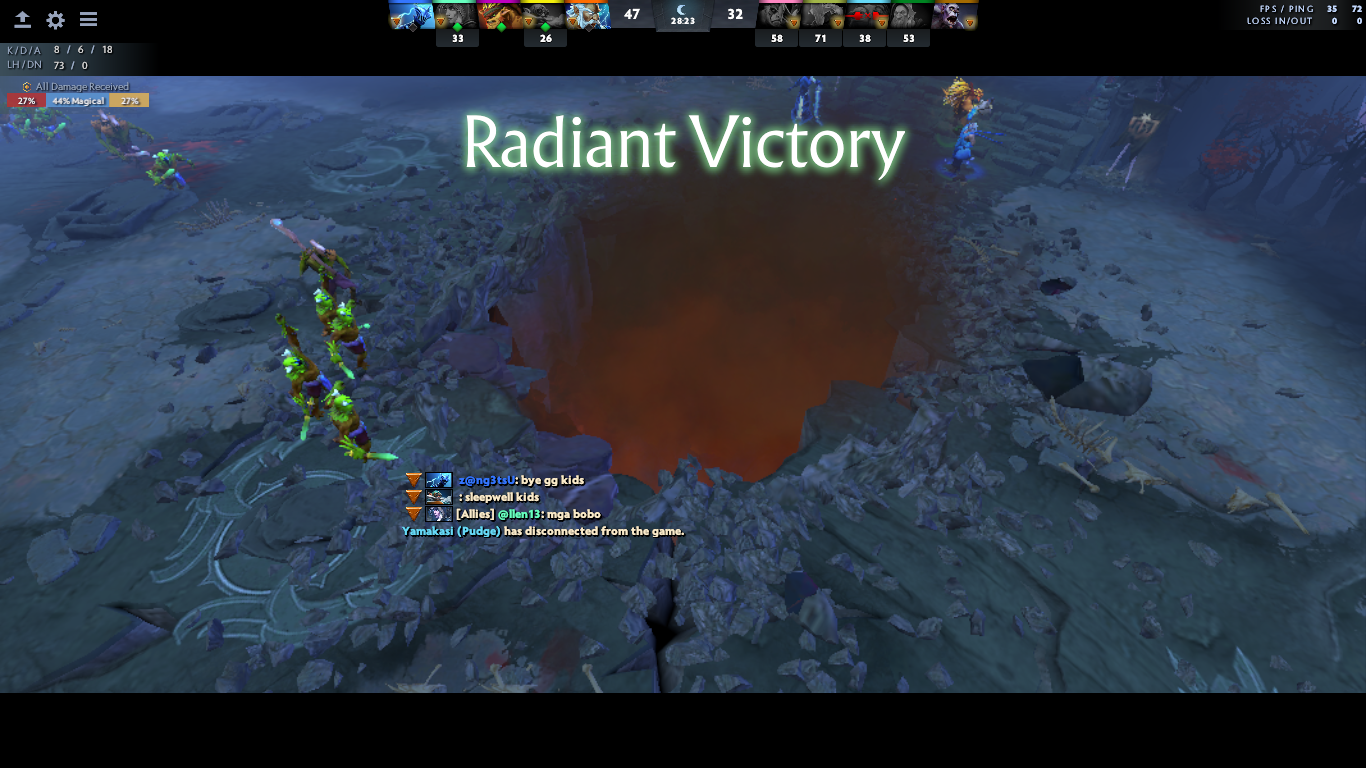 47
28:23
32
FPS / PING 35 72
LOSS IN/OUT 0 0
33
26
58
71
38
53
K/D/A 8 / 6 / 18
LH/DN 73 / 0
All Damage Received
27% 44% Magical 27%
Radiant Victory
z@ng3tsU: bye gg kids
: sleepwell kids
[Allies] @llen13: mga bobo
Yamakasi (Pudge) has disconnected from the game.